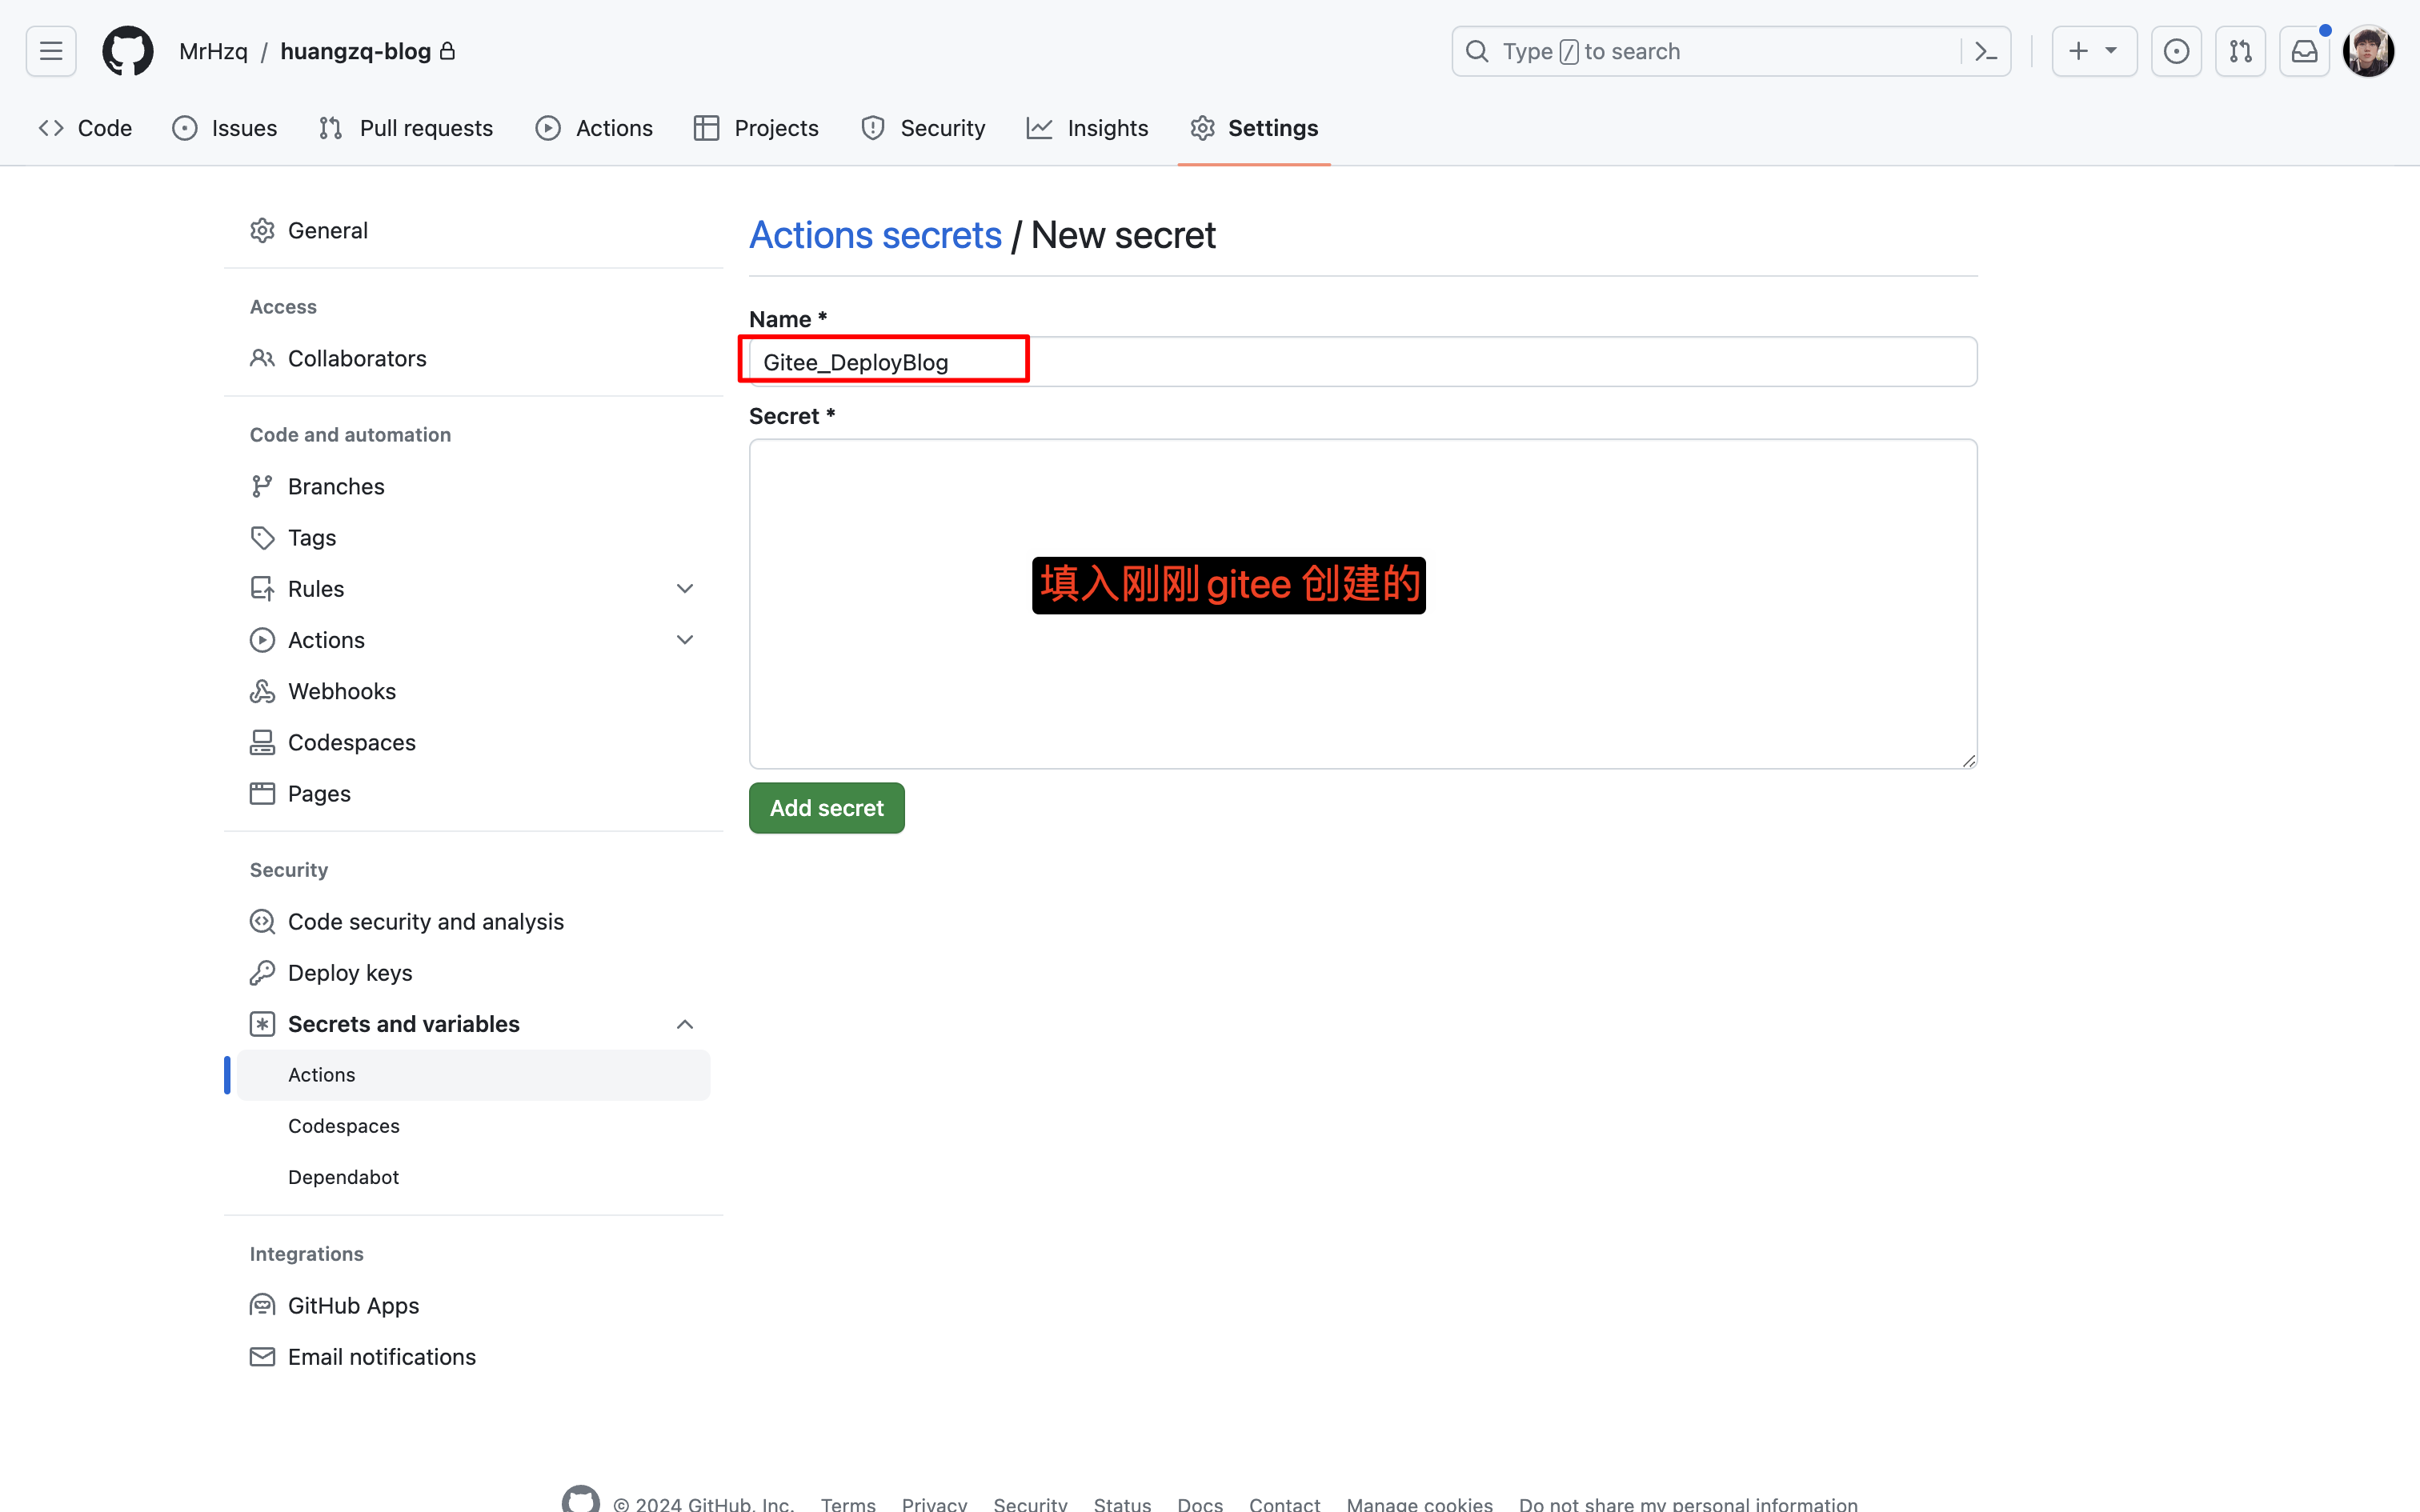 MrHzq / huangzq-blog
Type / to search
Code
Issues
Pull requests
Actions
Projects
Security
Insights
Settings
General
Access
Collaborators
Code and automation
Branches
Tags
Rules
Actions
Webhooks
Codespaces
Pages
Security
Code security and analysis
Deploy keys
Secrets and variables
Actions
Codespaces
Dependabot
Integrations
GitHub Apps
Email notifications
Actions secrets / New secret
Name *
Gitee_DeployBlog
Secret *
填入刚刚 gitee 创建的
Add secret
© 2024 GitHub, Inc. Terms Privacy Security Status Docs Contact Manage cookies Do not share my personal information